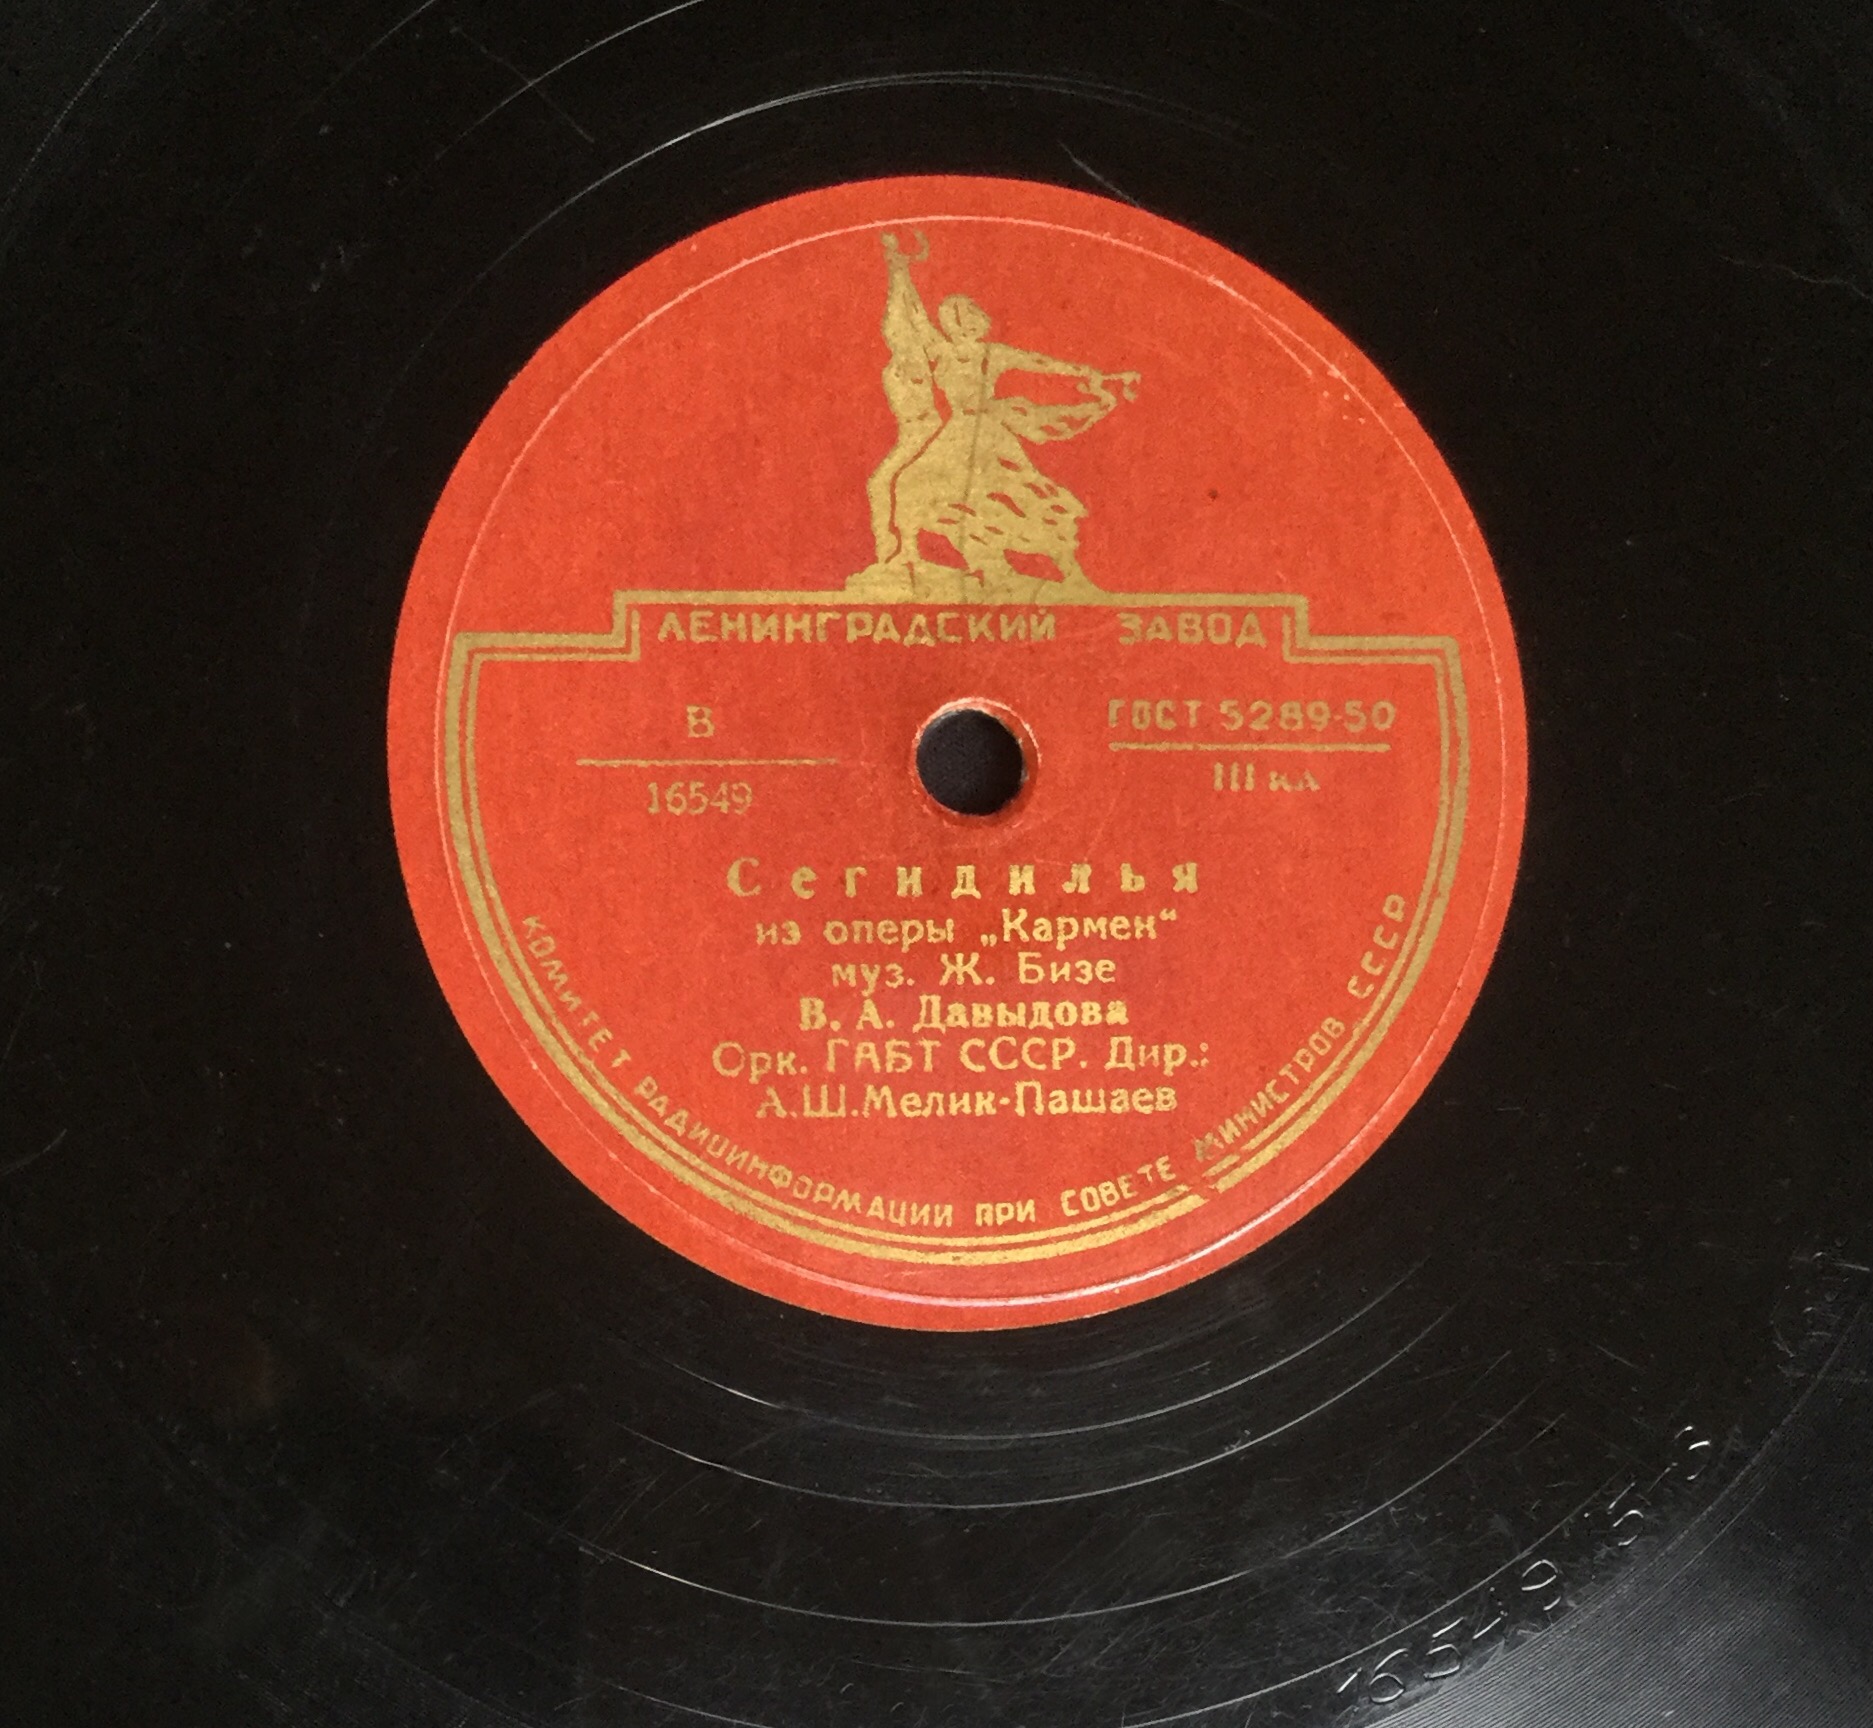 ЛЕНИНГРАДСКИЙ ЗАВОД
В
16549
ГОСТ 5289-50
III кл
Сегидилья
из оперы „Кармен“
муз. Ж. Бизе
В. А. Давыдова
Орк. ГАБТ СССР. Дир.:
А.Ш.Мелик-Пашаев
КОМИТЕТ РАДИОИНФОРМАЦИИ ПРИ СОВЕТЕ МИНИСТРОВ СССР
16549